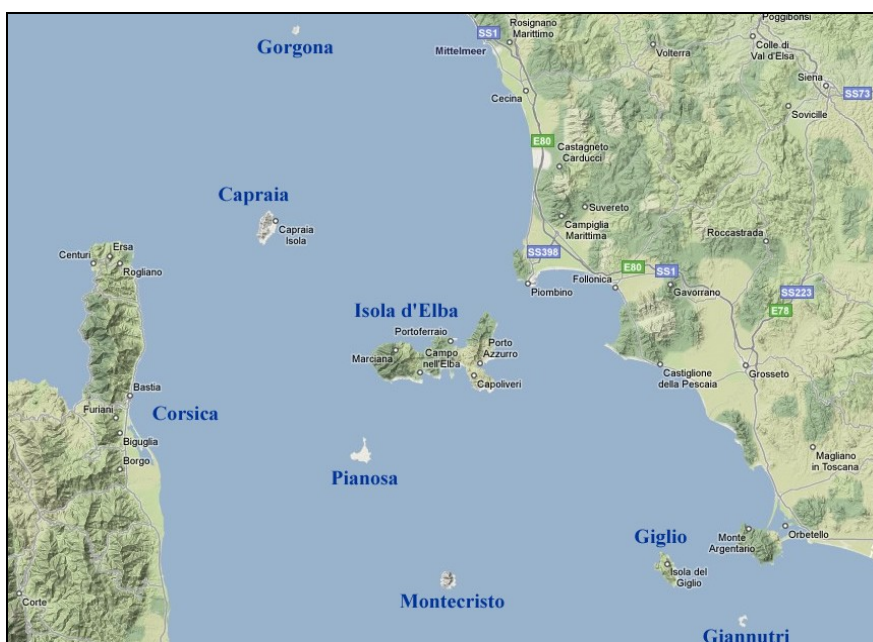 Poggibonsi
SS1
Rosignano
Marittimo
Gorgona
Mittelmeer
Volterra
Colle di
Val d'Elsa
Siena
SS73
Cecina
Sovicille
E80
Castagneto
Carducci
Capraia
Suvereto
Capraia
Isola
Campiglia
Marittima
Roccastrada
Centuri
Ersa
Rogliano
SS398
E80
SS1
Piombino
Follonica
Gavorrano
SS223
E78
Isola d'Elba
Portoferraio
Marciana
Campo
nell'Elba
Porto
Azzurro
Capoliveri
Castiglione
della Pescaia
Grosseto
Bastia
Furiani
Corsica
Biguglia
Borgo
Magliano
in Toscana
Pianosa
Giglio
Monte
Argentario
Orbetello
Isola del
Giglio
Corte
Montecristo
Giannutri